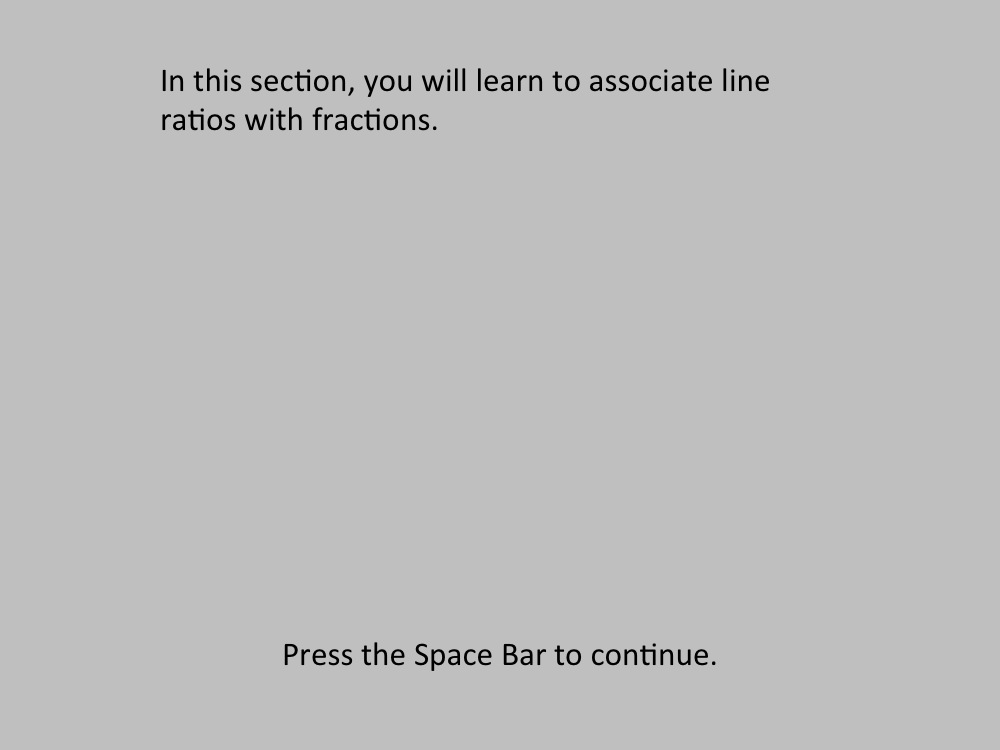 In this section, you will learn to associate line
ratios with fractions.
Press the Space Bar to continue.